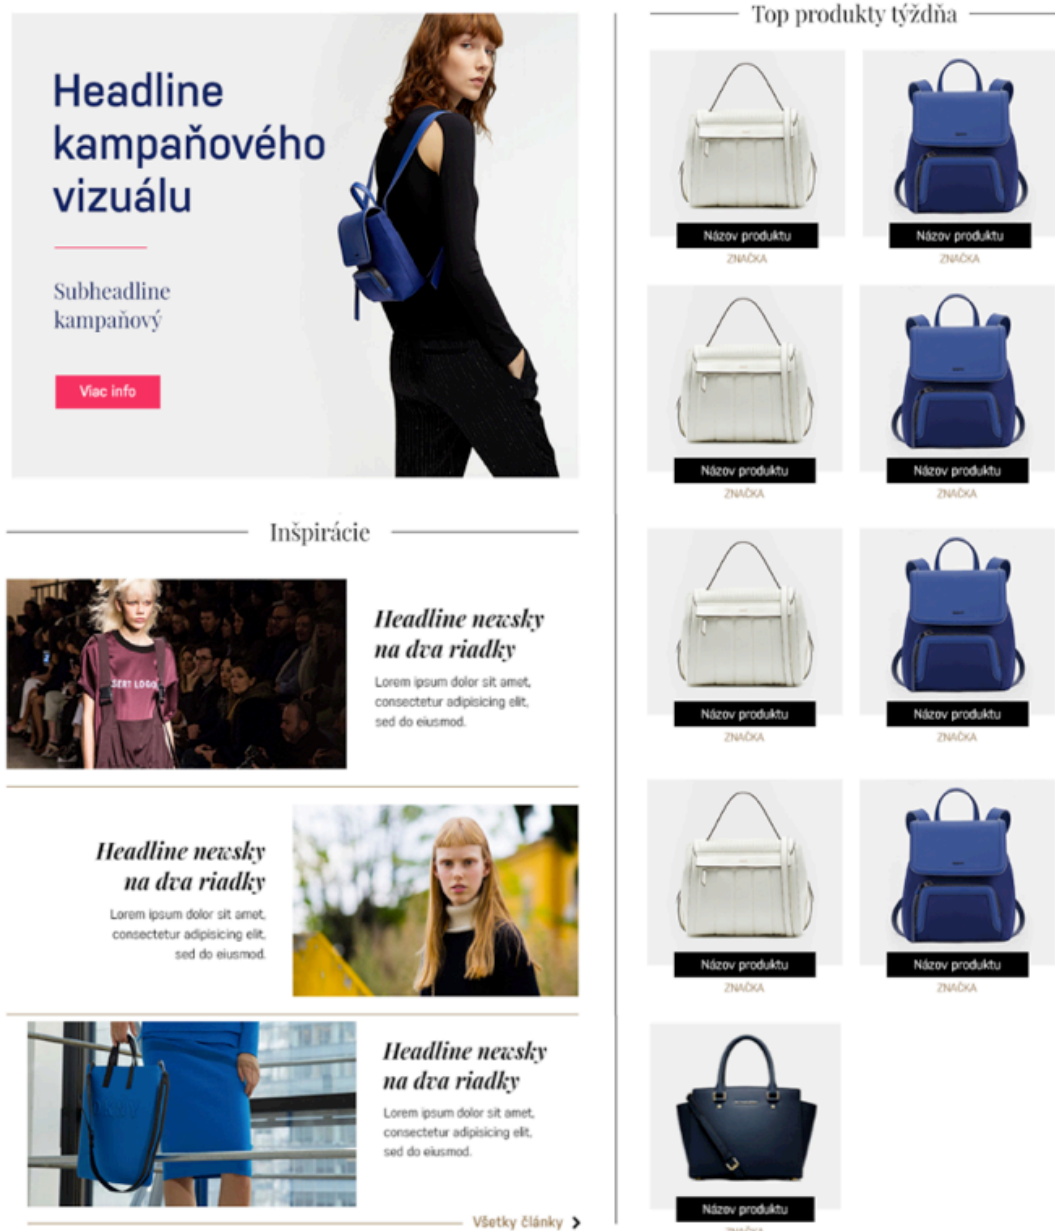 Headline
kampaňového
vizuálu
Subheadline
kampaňový
Viac info
Inšpirácie
SERT LOGO
Headline newsky
na dva riadky
Lorem ipsum dolor sit amet,
consectetur adipisicing elit,
sed do eiusmod.
Headline newsky
na dva riadky
Lorem ipsum dolor sit amet,
consectetur adipisicing elit,
sed do eiusmod.
Headline newsky
na dva riadky
Lorem ipsum dolor sit amet,
consectetur adipisicing elit,
sed do eiusmod.
Všetky články
Top produkty týždňa
Názov produktu
ZNAČKA
Názov produktu
ZNAČKA
Názov produktu
ZNAČKA
Názov produktu
ZNAČKA
Názov produktu
ZNAČKA
Názov produktu
ZNAČKA
Názov produktu
ZNAČKA
Názov produktu
ZNAČKA
Názov produktu
ZNAČKA